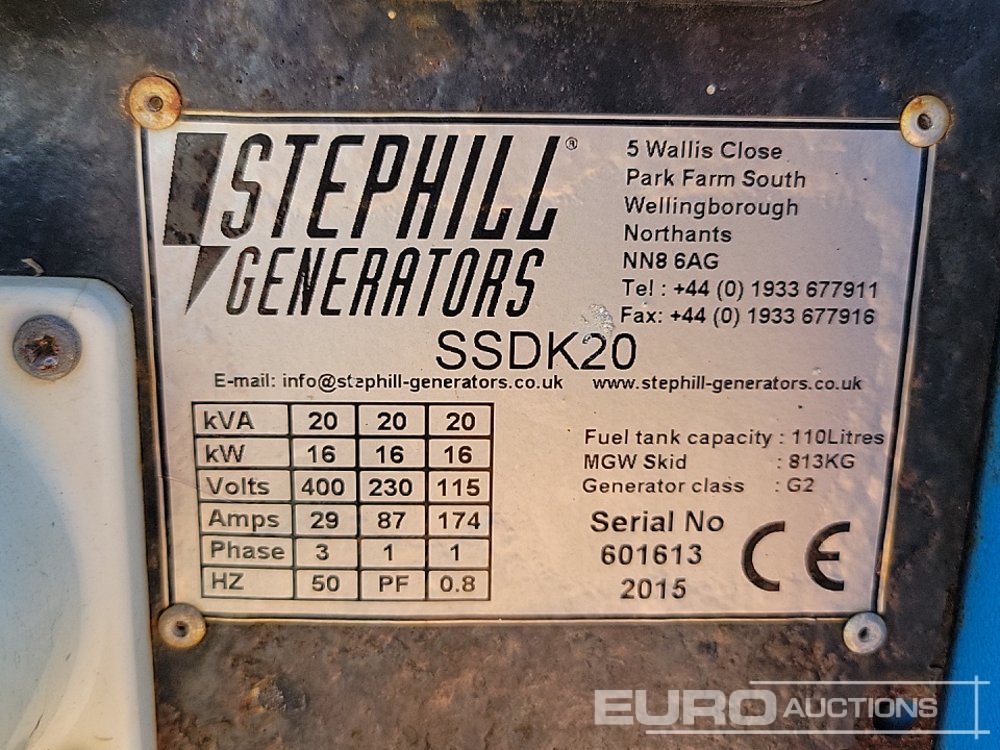 STEPHILL®
GENERATORS
5 Wallis Close
Park Farm South
Wellingborough
Northants
NN8 6AG
Tel : +44 (0) 1933 677911
Fax: +44 (0) 1933 677916
SSDK20
E-mail: info@stephill-generators.co.uk www.stephill-generators.co.uk
kVA 20 20 20
kW 16 16 16
Volts 400 230 115
Amps 29 87 174
Phase 3 1 1
HZ 50 PF 0.8
Fuel tank capacity : 110Litres
MGW Skid : 813KG
Generator class : G2
Serial No
601613
2015
CE
EURO AUCTIONS